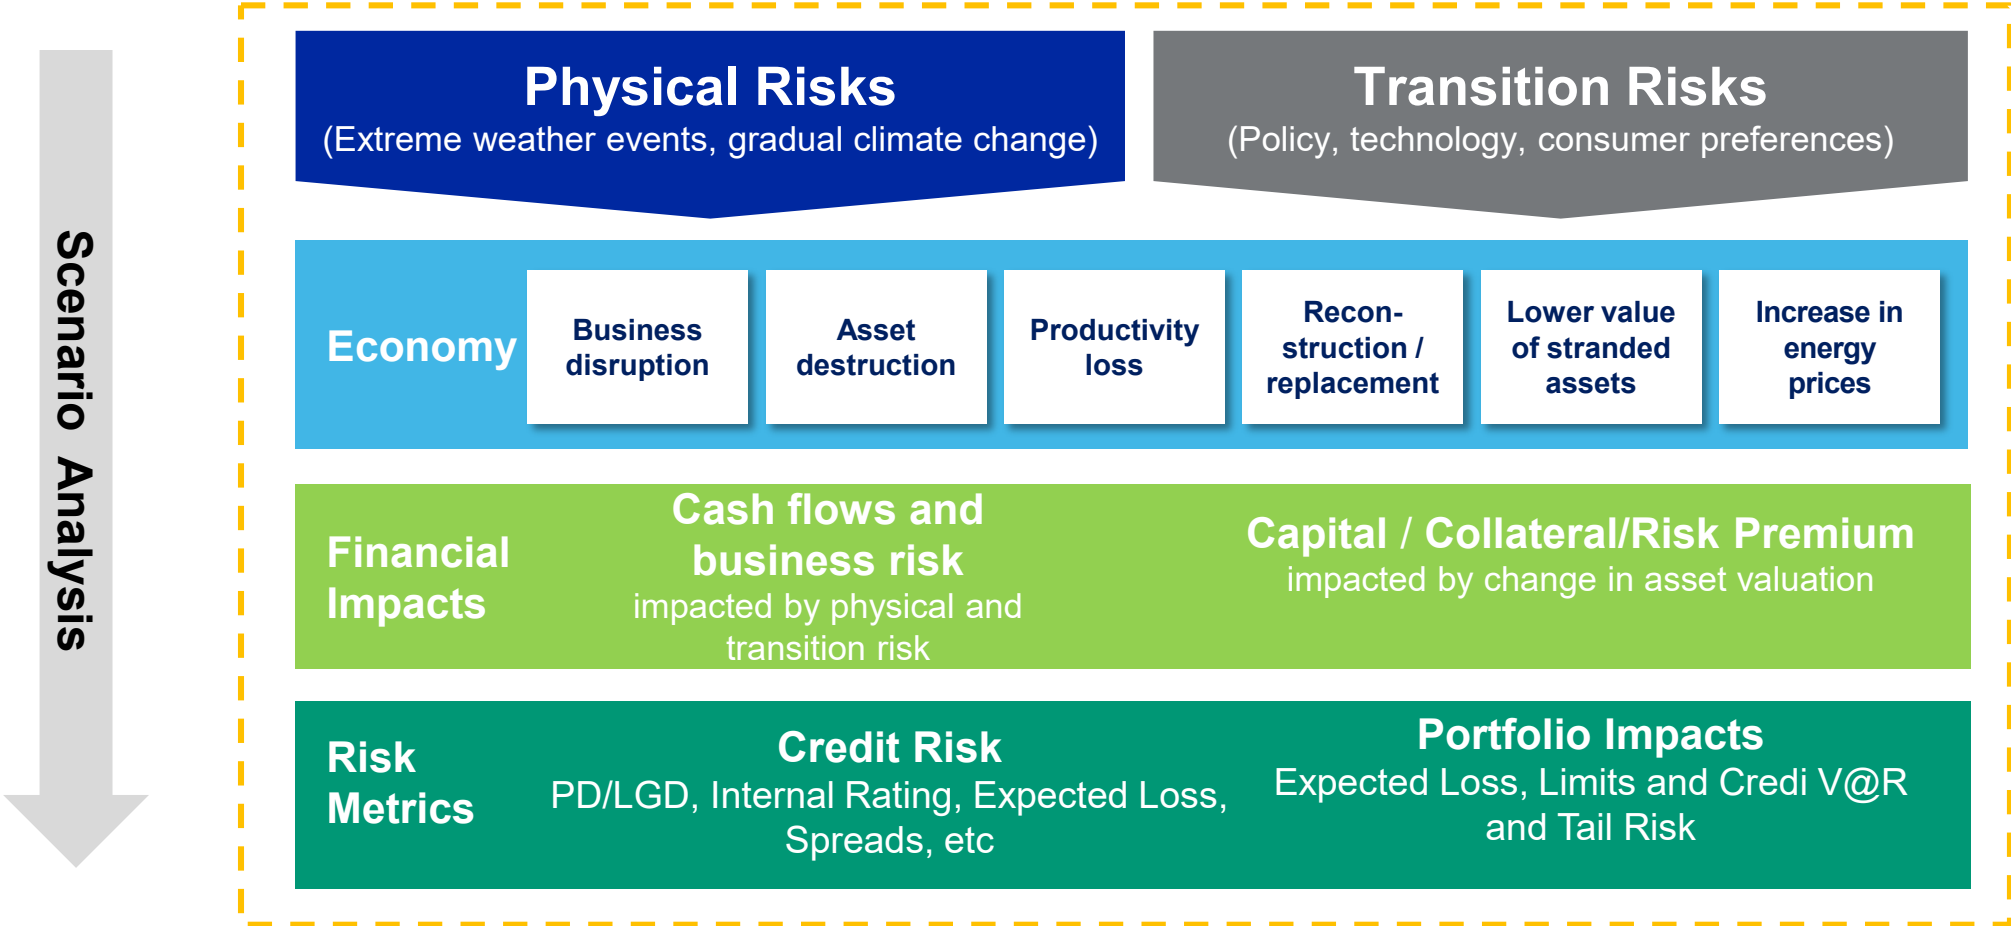 Scenario Analysis
Physical Risks
(Extreme weather events, gradual climate change)
Transition Risks
(Policy, technology, consumer preferences)
Economy
Business
disruption
Asset
destruction
Productivity
loss
Recon-
struction /
replacement
Lower value
of stranded
assets
Increase in
energy
prices
Financial
Impacts
Cash flows and
business risk
impacted by physical and
transition risk
Capital / Collateral/Risk Premium
impacted by change in asset valuation
Risk
Metrics
Credit Risk
PD/LGD, Internal Rating, Expected Loss,
Spreads, etc
Portfolio Impacts
Expected Loss, Limits and Credi V@R
and Tail Risk